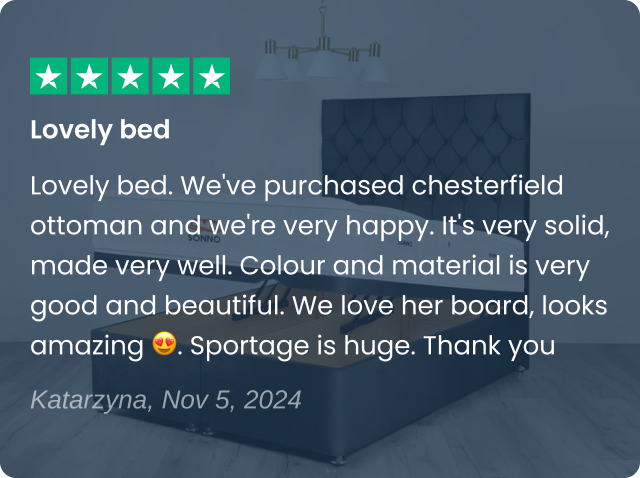 Lovely bed
Lovely bed. We've purchased chesterfield
ottoman and we're very happy. It's very solid,
made very well. Colour and material is very
good and beautiful. We love her board, looks
amazing 😍. Sportage is huge. Thank you
Katarzyna, Nov 5, 2024
SONNO